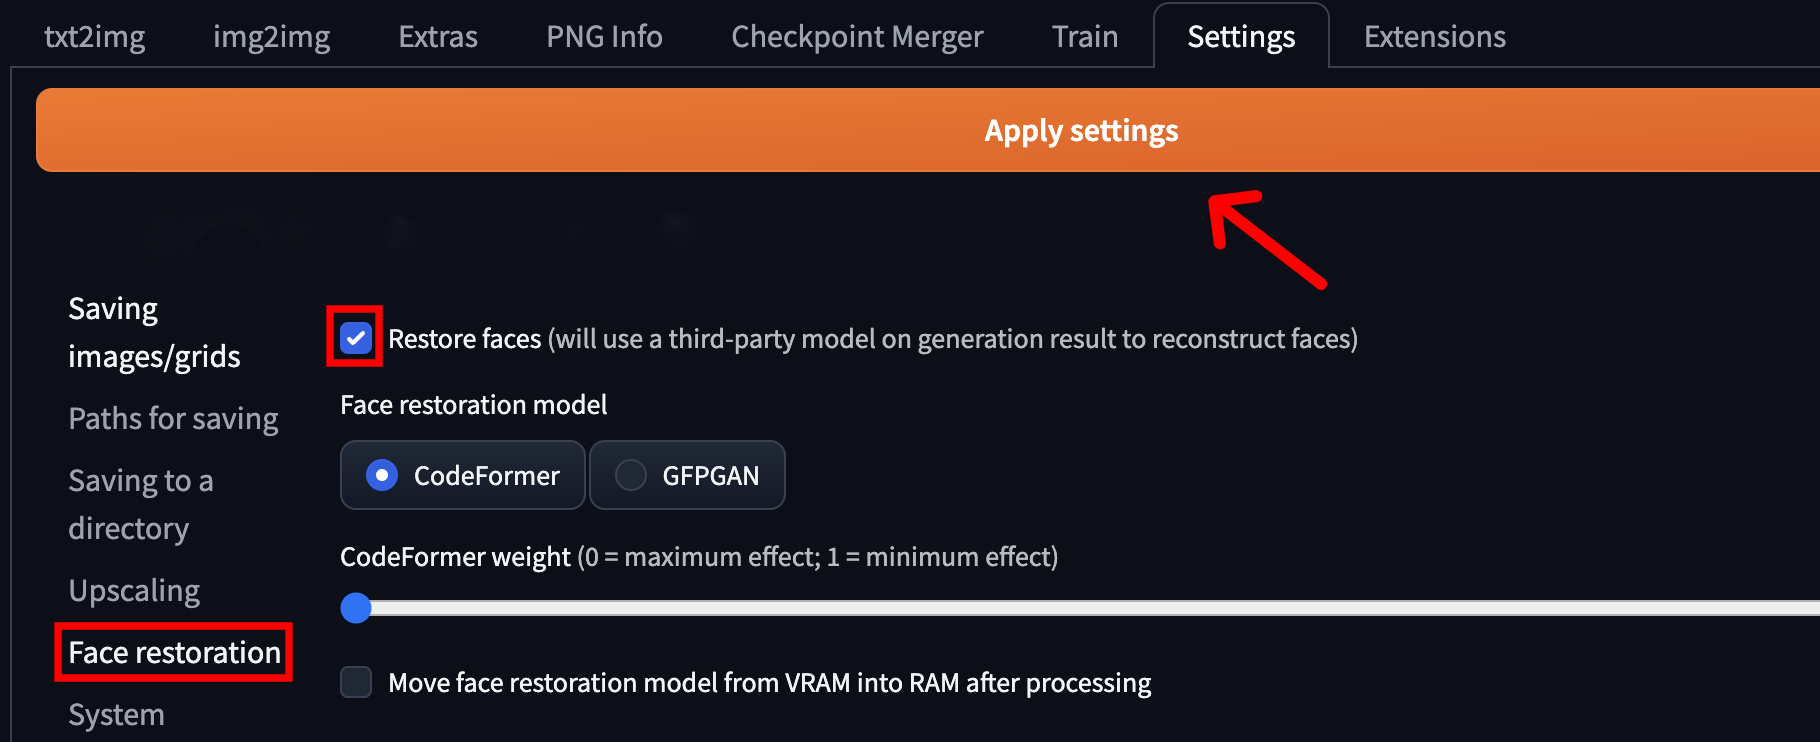 txt2img img2img Extras PNG Info Checkpoint Merger Train Settings Extensions
Apply settings
Saving
images/grids
Paths for saving
Saving to a
directory
Upscaling
Face restoration
System
Restore faces (will use a third-party model on generation result to reconstruct faces)
Face restoration model
CodeFormer GFPGAN
CodeFormer weight (0 = maximum effect; 1 = minimum effect)
Move face restoration model from VRAM into RAM after processing